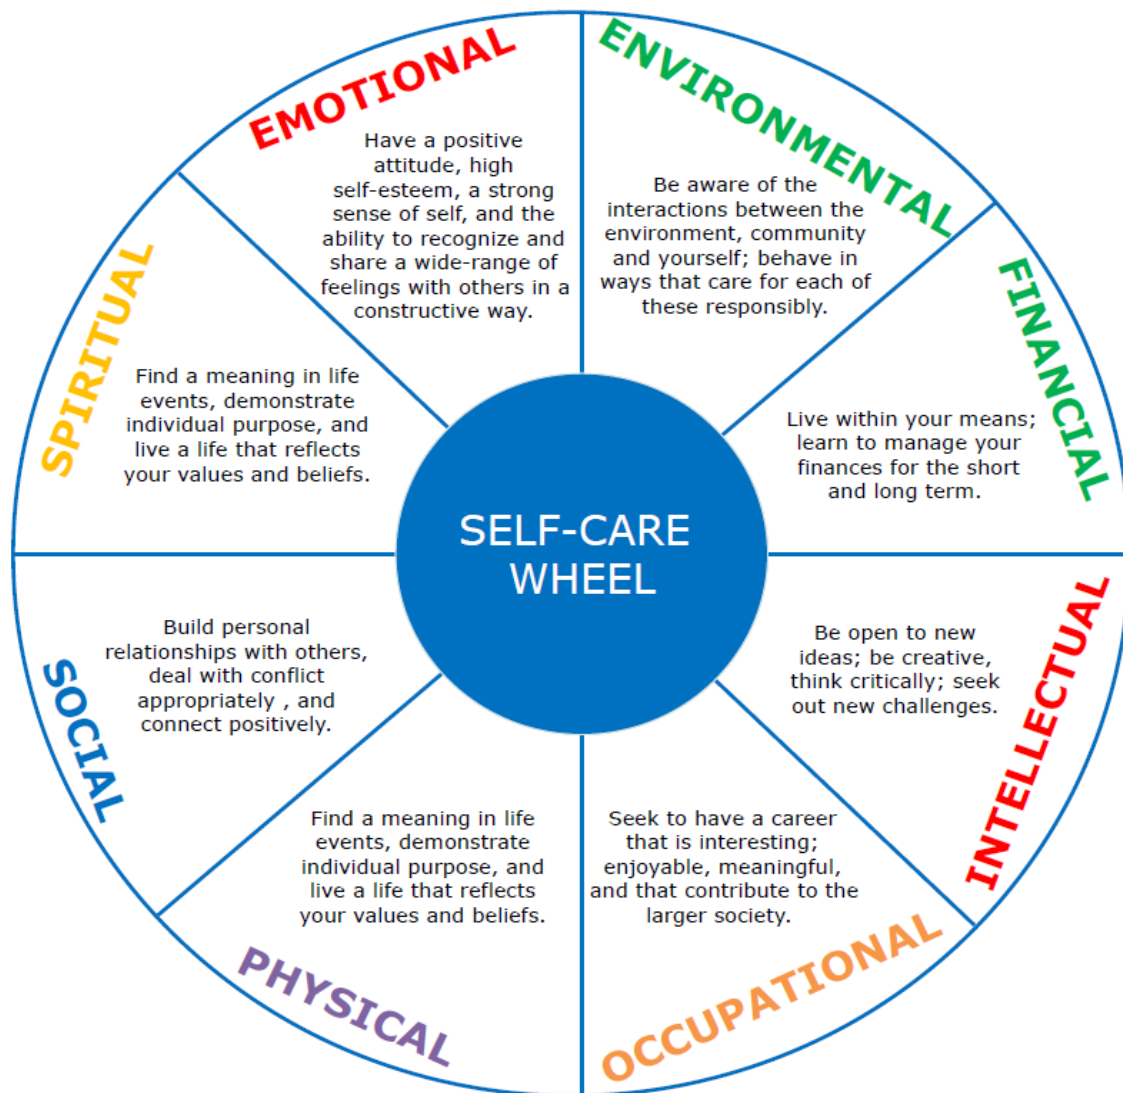 EMOTIONAL
Have a positive
attitude, high
self-esteem, a strong
sense of self, and the
ability to recognize and
share a wide-range of
feelings with others in a
constructive way.
ENVIRONMENTAL
Be aware of the
interactions between the
environment, community
and yourself; behave in
ways that care for each of
these responsibly.
FINANCIAL
Live within your means;
learn to manage your
finances for the short
and long term.
INTELLECTUAL
Be open to new
ideas; be creative,
think critically; seek
out new challenges.
OCCUPATIONAL
Seek to have a career
that is interesting;
enjoyable, meaningful,
and that contribute to the
larger society.
PHYSICAL
Find a meaning in life
events, demonstrate
individual purpose, and
live a life that reflects
your values and beliefs.
SOCIAL
Build personal
relationships with others,
deal with conflict
appropriately , and
connect positively.
SPIRITUAL
Find a meaning in life
events, demonstrate
individual purpose, and
live a life that reflects
your values and beliefs.
SELF-CARE
WHEEL